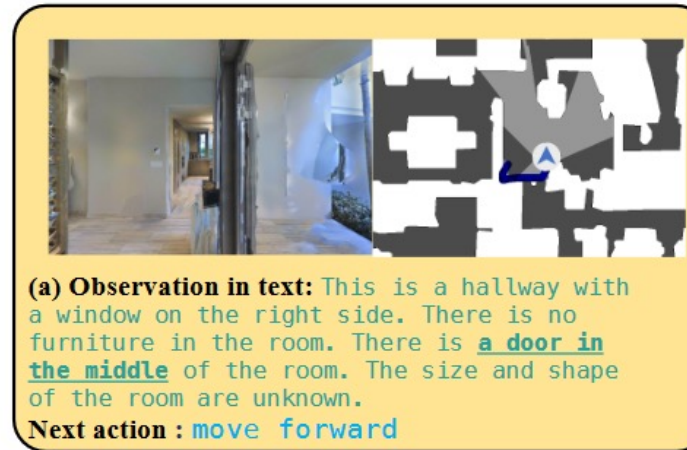 (a) Observation in text: This is a hallway with
a window on the right side. There is no
furniture in the room. There is a door in
the middle of the room. The size and shape
of the room are unknown.
Next action : move forward